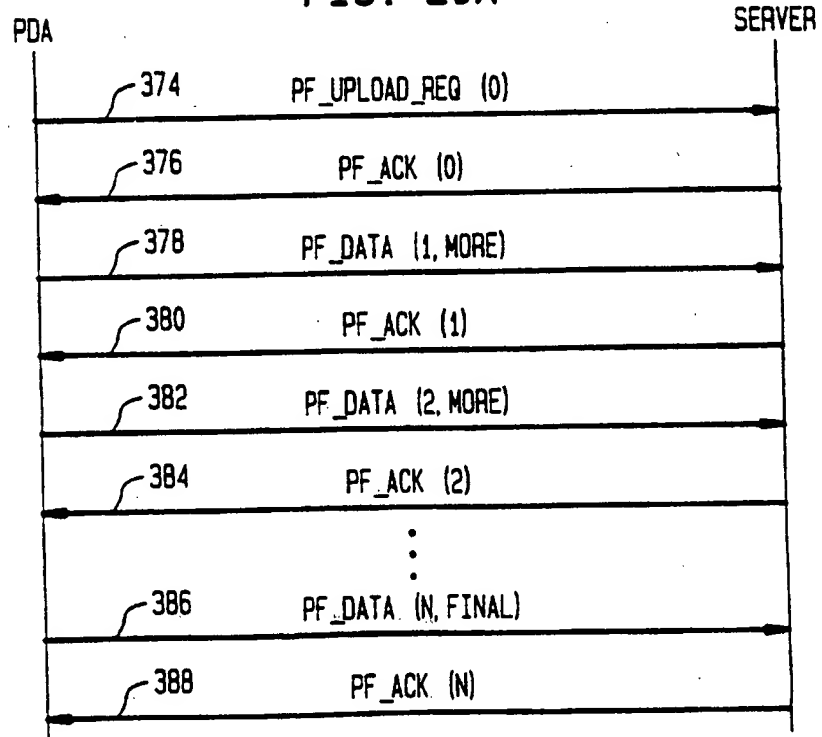 PDA
SERVER
374 PF_UPLOAD_REQ (0)
376 PF_ACK (0)
378 PF_DATA (1, MORE)
380 PF_ACK (1)
382 PF_DATA (2, MORE)
384 PF_ACK (2)
386 PF_DATA (N, FINAL)
388 PF_ACK (N)